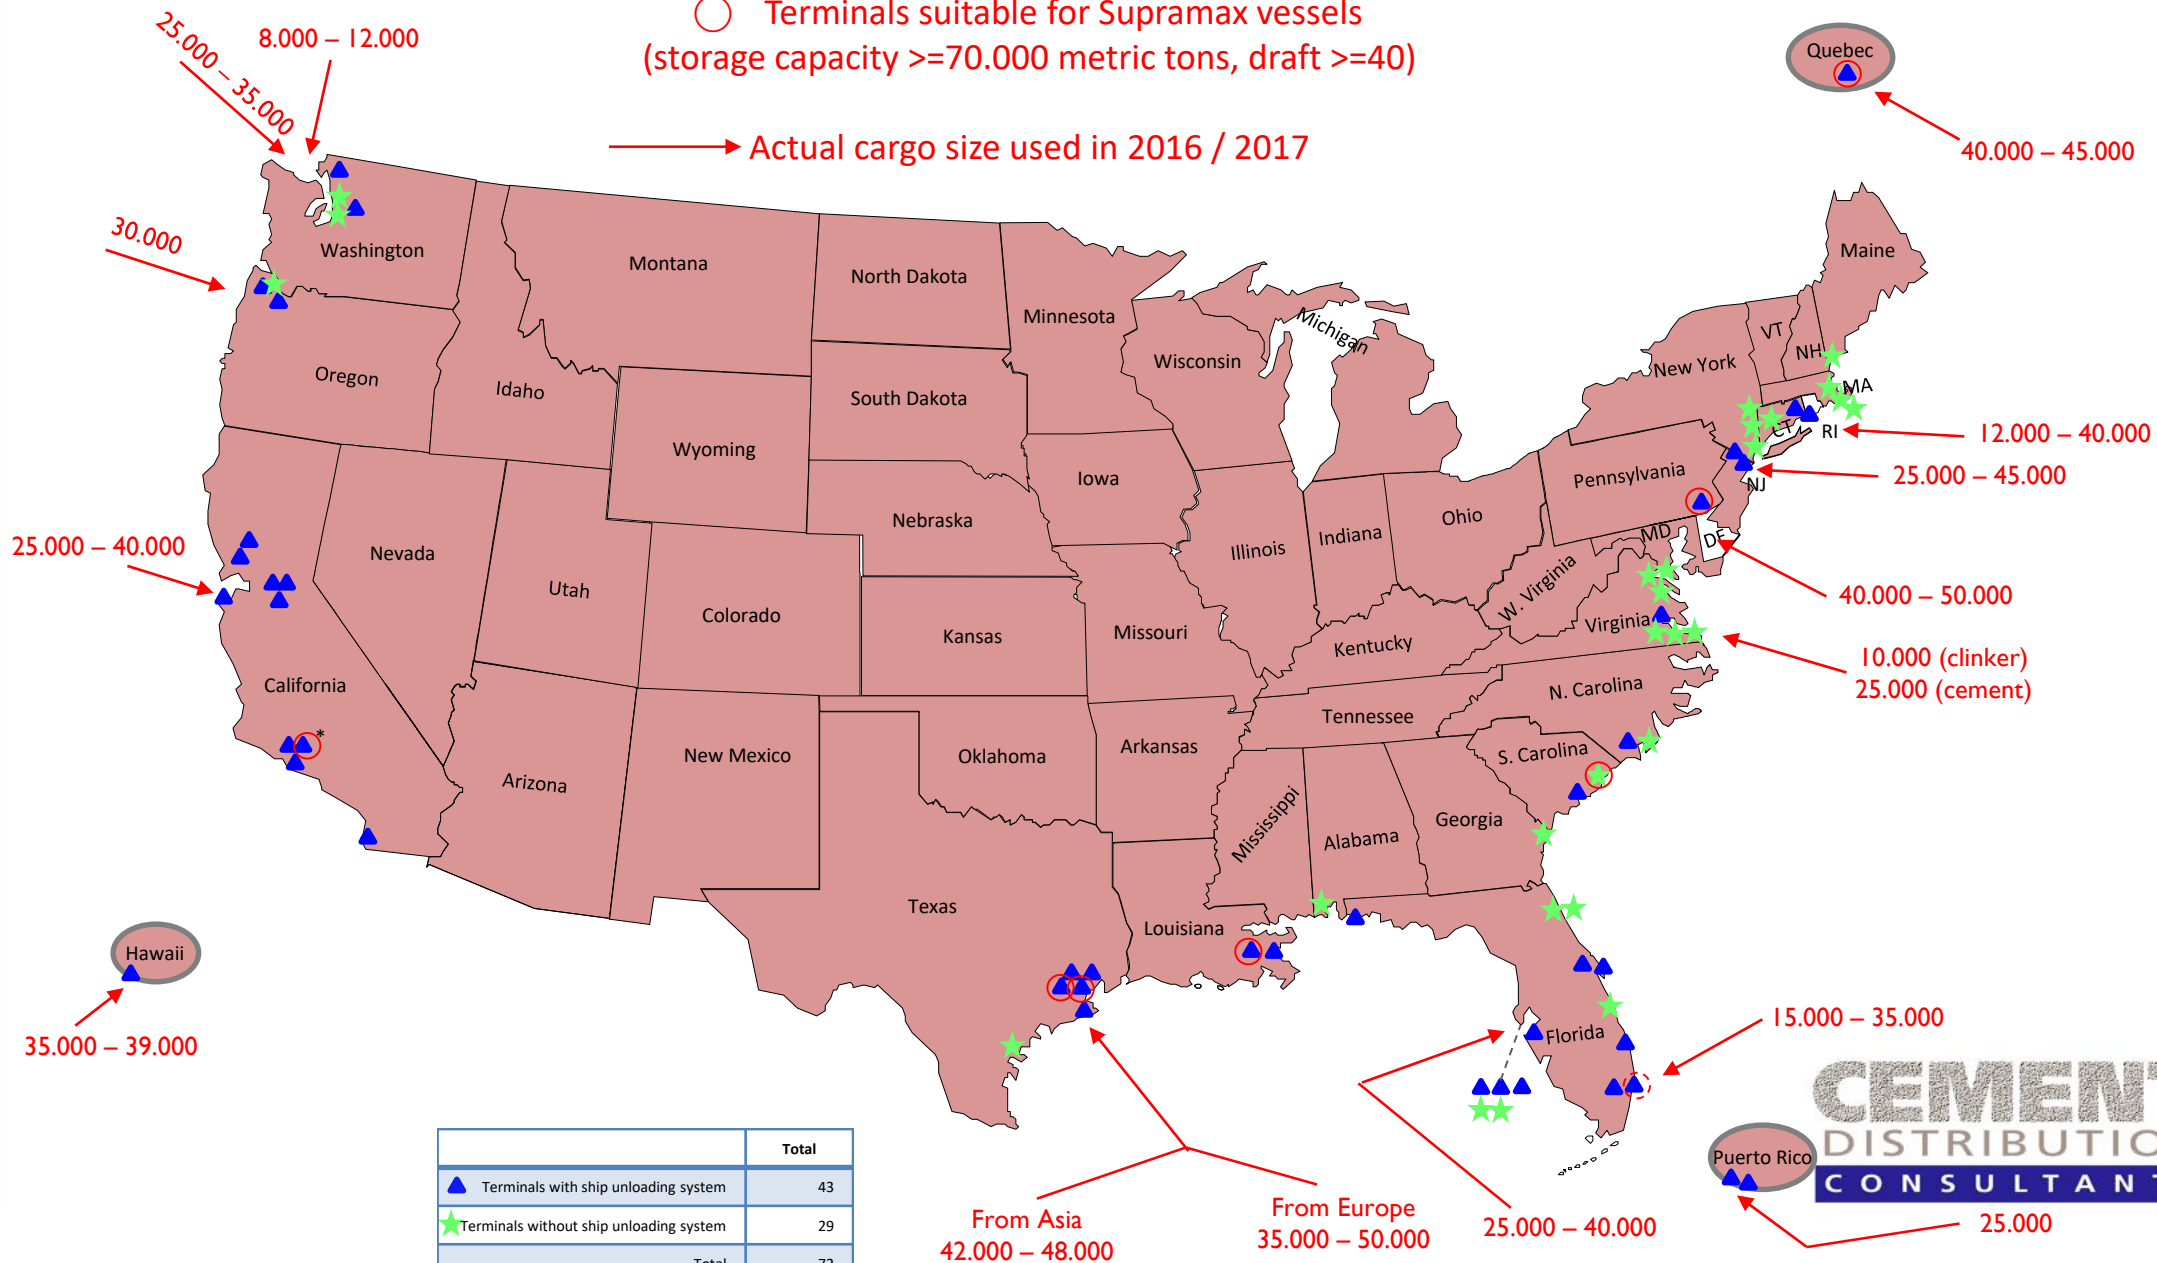 Terminals suitable for Supramax vessels
(storage capacity >=70.000 metric tons, draft >=40)
Actual cargo size used in 2016 / 2017
25.000 – 35.000
8.000 – 12.000
Quebec
40.000 – 45.000
30.000
Washington
Montana
North Dakota
Minnesota
Michigan
Maine
VT
NH
New York
MA
Wisconsin
Oregon
Idaho
South Dakota
Wyoming
CT
RI
12.000 – 40.000
25.000 – 45.000
NJ
Pennsylvania
Iowa
Nebraska
Illinois
Indiana
Ohio
MD
DE
40.000 – 50.000
25.000 – 40.000
Nevada
Utah
Colorado
Kansas
Missouri
W. Virginia
Virginia
Kentucky
10.000 (clinker)
25.000 (cement)
California
*
Arizona
New Mexico
Oklahoma
Arkansas
Tennessee
N. Carolina
S. Carolina
Mississippi
Alabama
Georgia
Texas
Louisiana
Florida
15.000 – 35.000
Hawaii
35.000 – 39.000
From Asia
42.000 – 48.000
From Europe
35.000 – 50.000
25.000 – 40.000
Puerto Rico
25.000
CEMENT
DISTRIBUTIO
CONSULTANT
Total
Terminals with ship unloading system 43
Terminals without ship unloading system 29
Total 72